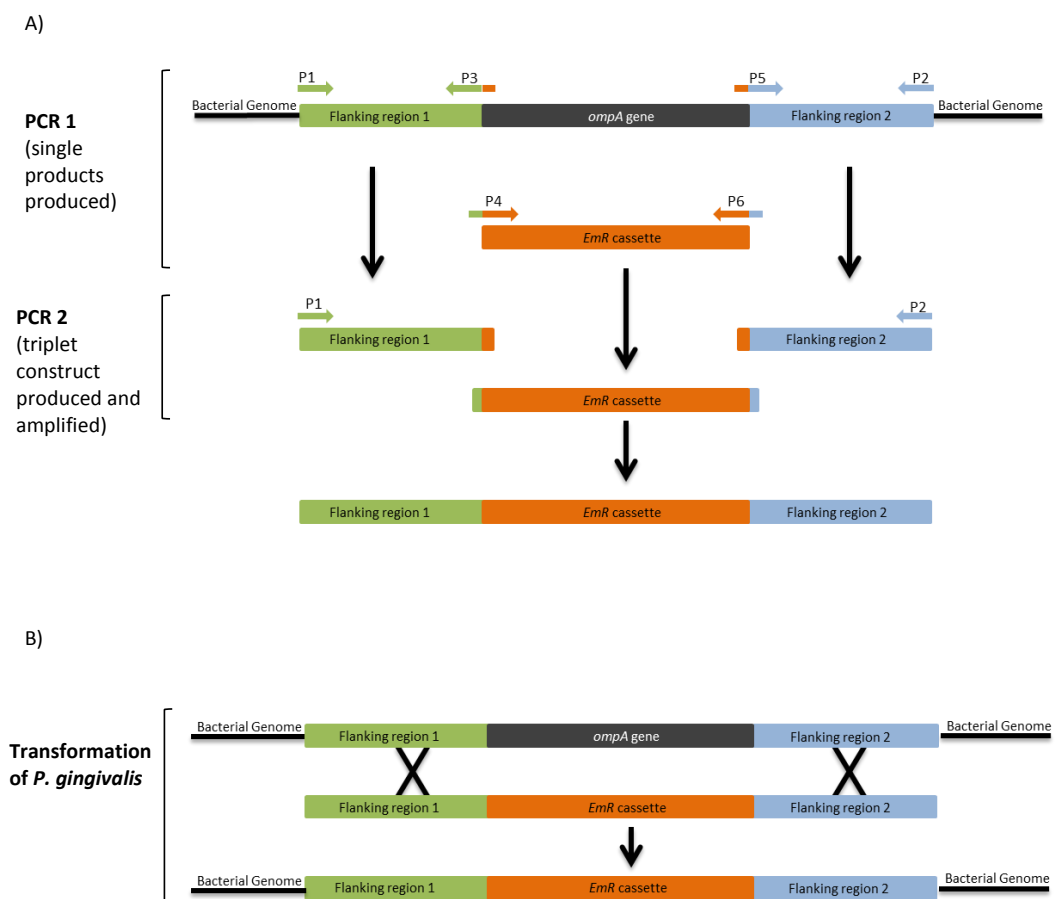 A)
P1
P3
P5
P2
Bacterial Genome
Flanking region 1
ompA gene
Flanking region 2
Bacterial Genome
PCR 1
(single
products
produced)
P4
P6
EmR cassette
P1
P2
PCR 2
(triplet
construct
produced and
amplified)
Flanking region 1
Flanking region 2
EmR cassette
Flanking region 1
EmR cassette
Flanking region 2
B)
Bacterial Genome
Flanking region 1
ompA gene
Flanking region 2
Bacterial Genome
Transformation
of P. gingivalis
Flanking region 1
EmR cassette
Flanking region 2
Bacterial Genome
Flanking region 1
EmR cassette
Flanking region 2
Bacterial Genome